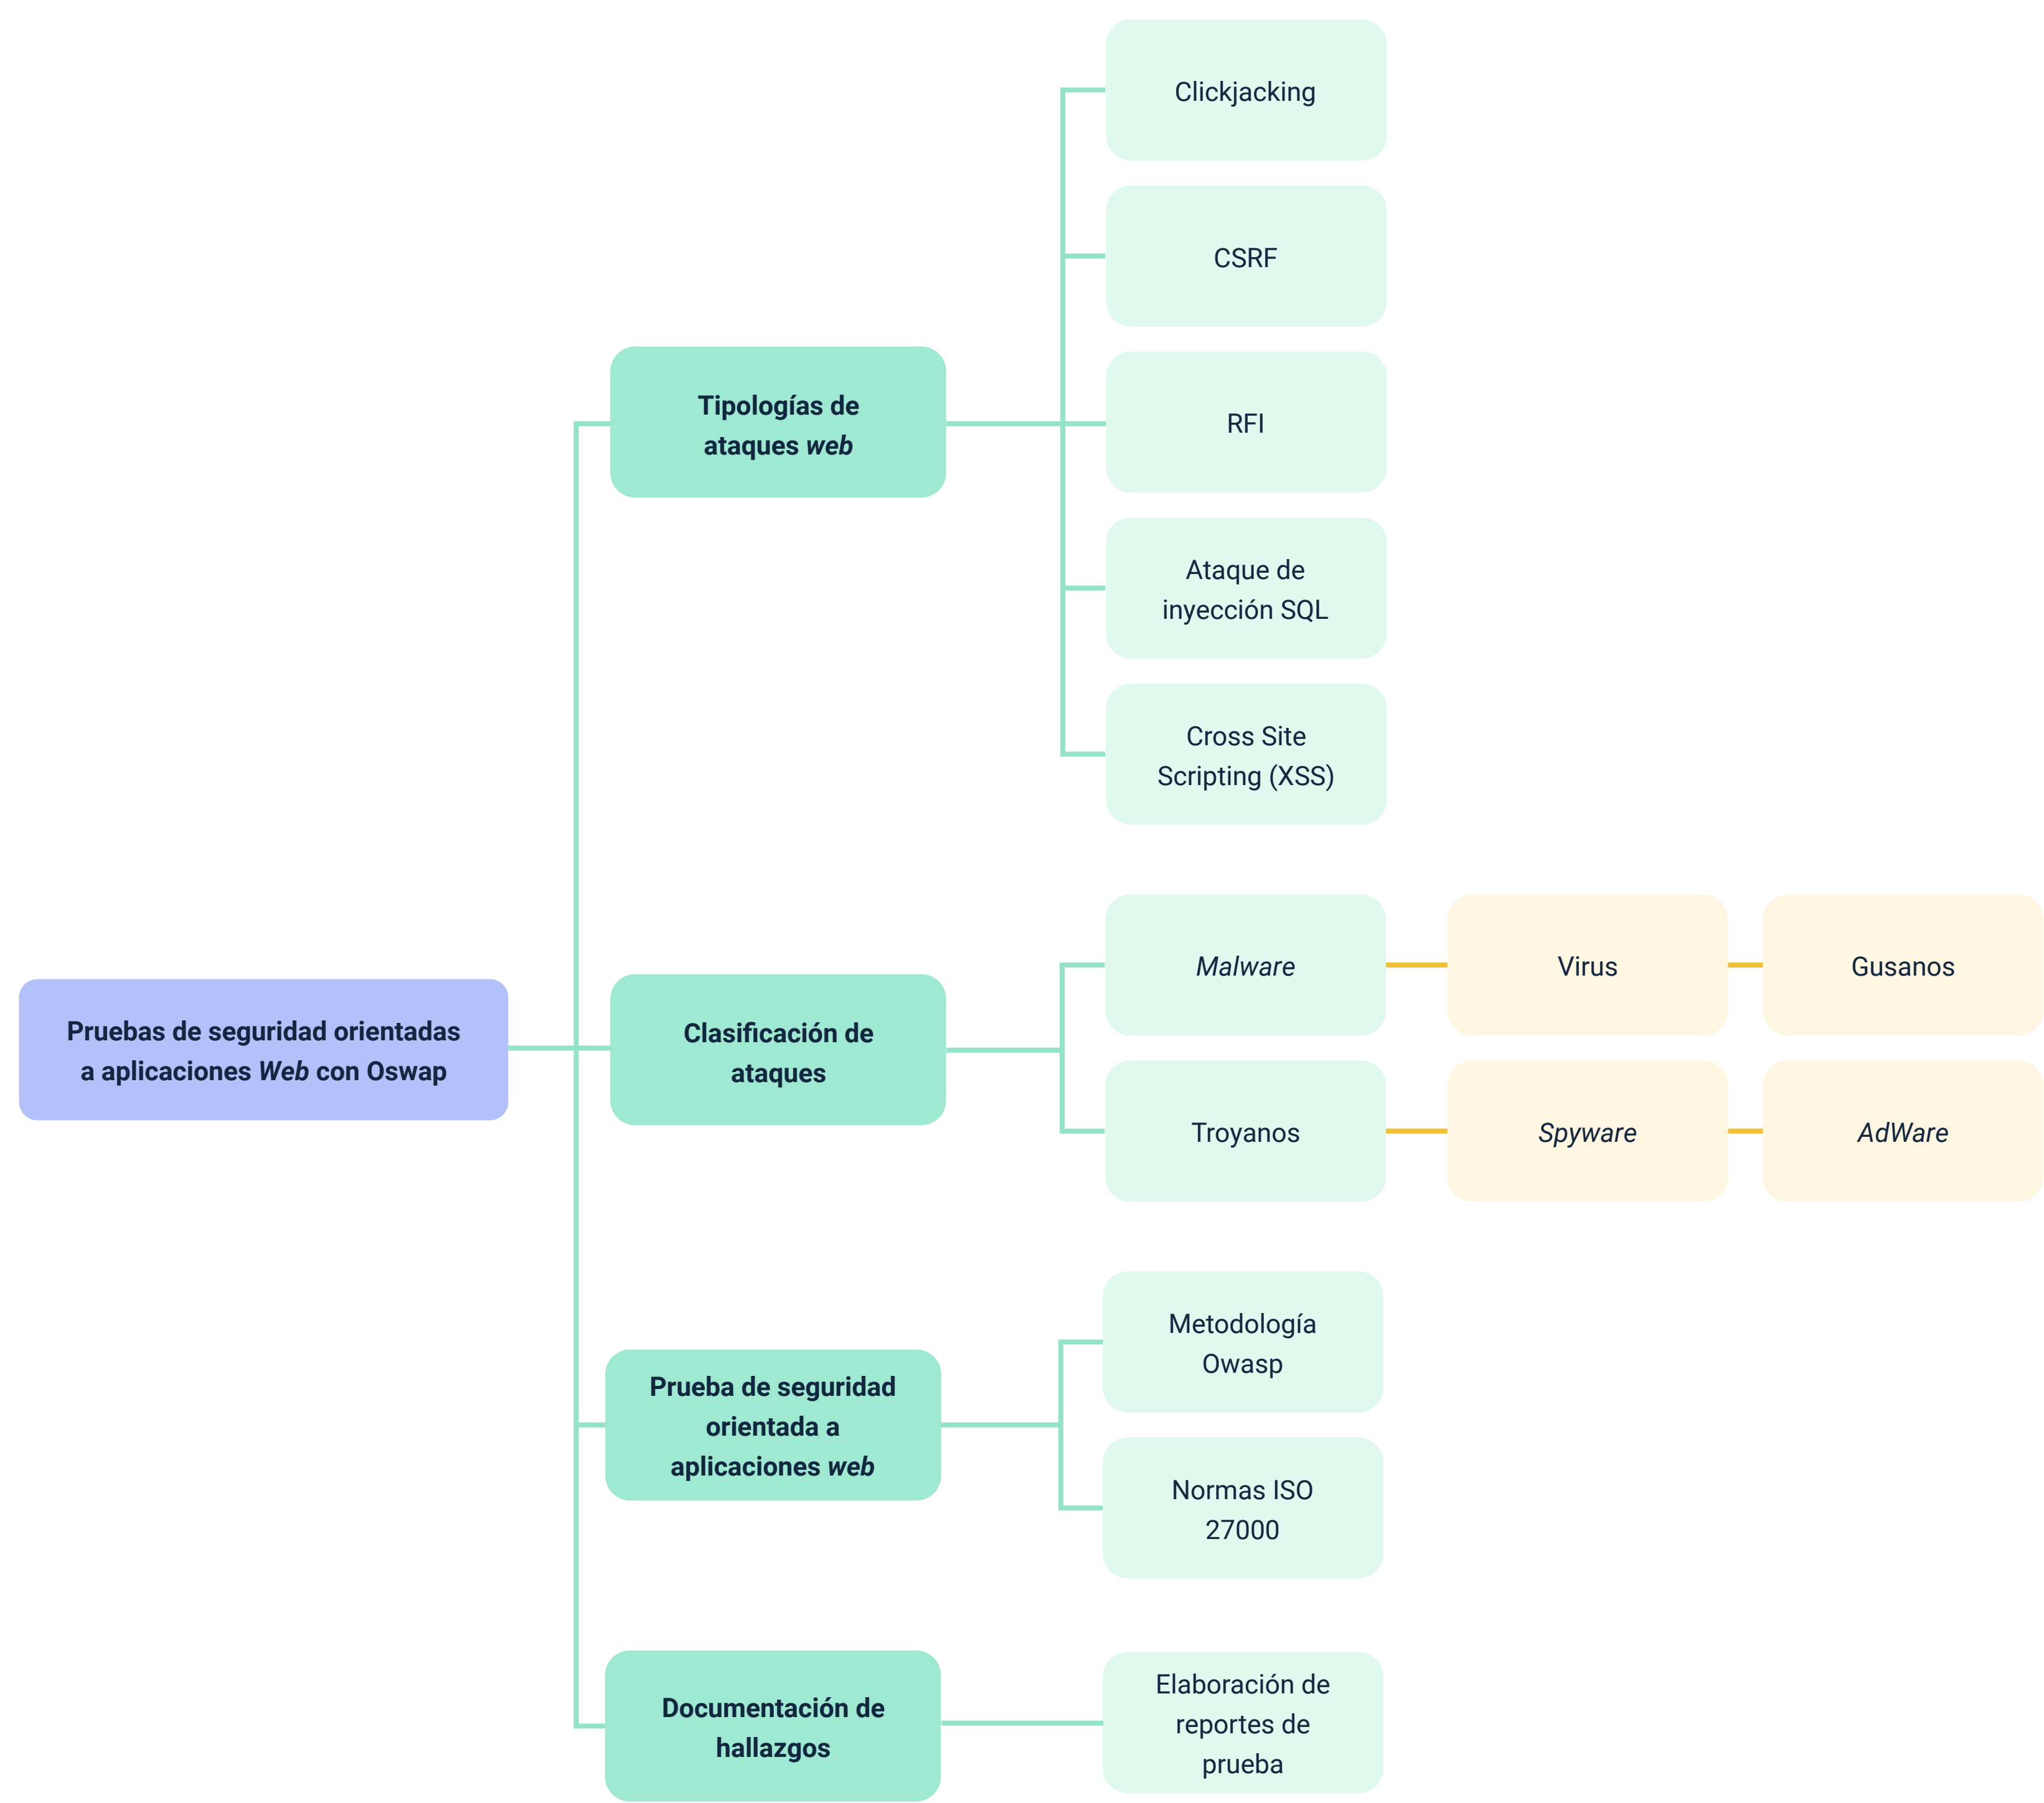 Pruebas de seguridad orientadas
a aplicaciones Web con Oswap
Tipologías de
ataques web
Clickjacking
CSRF
RFI
Ataque de
inyección SQL
Cross Site
Scripting (XSS)
Clasificación de
ataques
Malware
Virus
Gusanos
Troyanos
Spyware
AdWare
Prueba de seguridad
orientada a
aplicaciones web
Metodología
Owasp
Normas ISO
27000
Documentación de
hallazgos
Elaboración de
reportes de
prueba